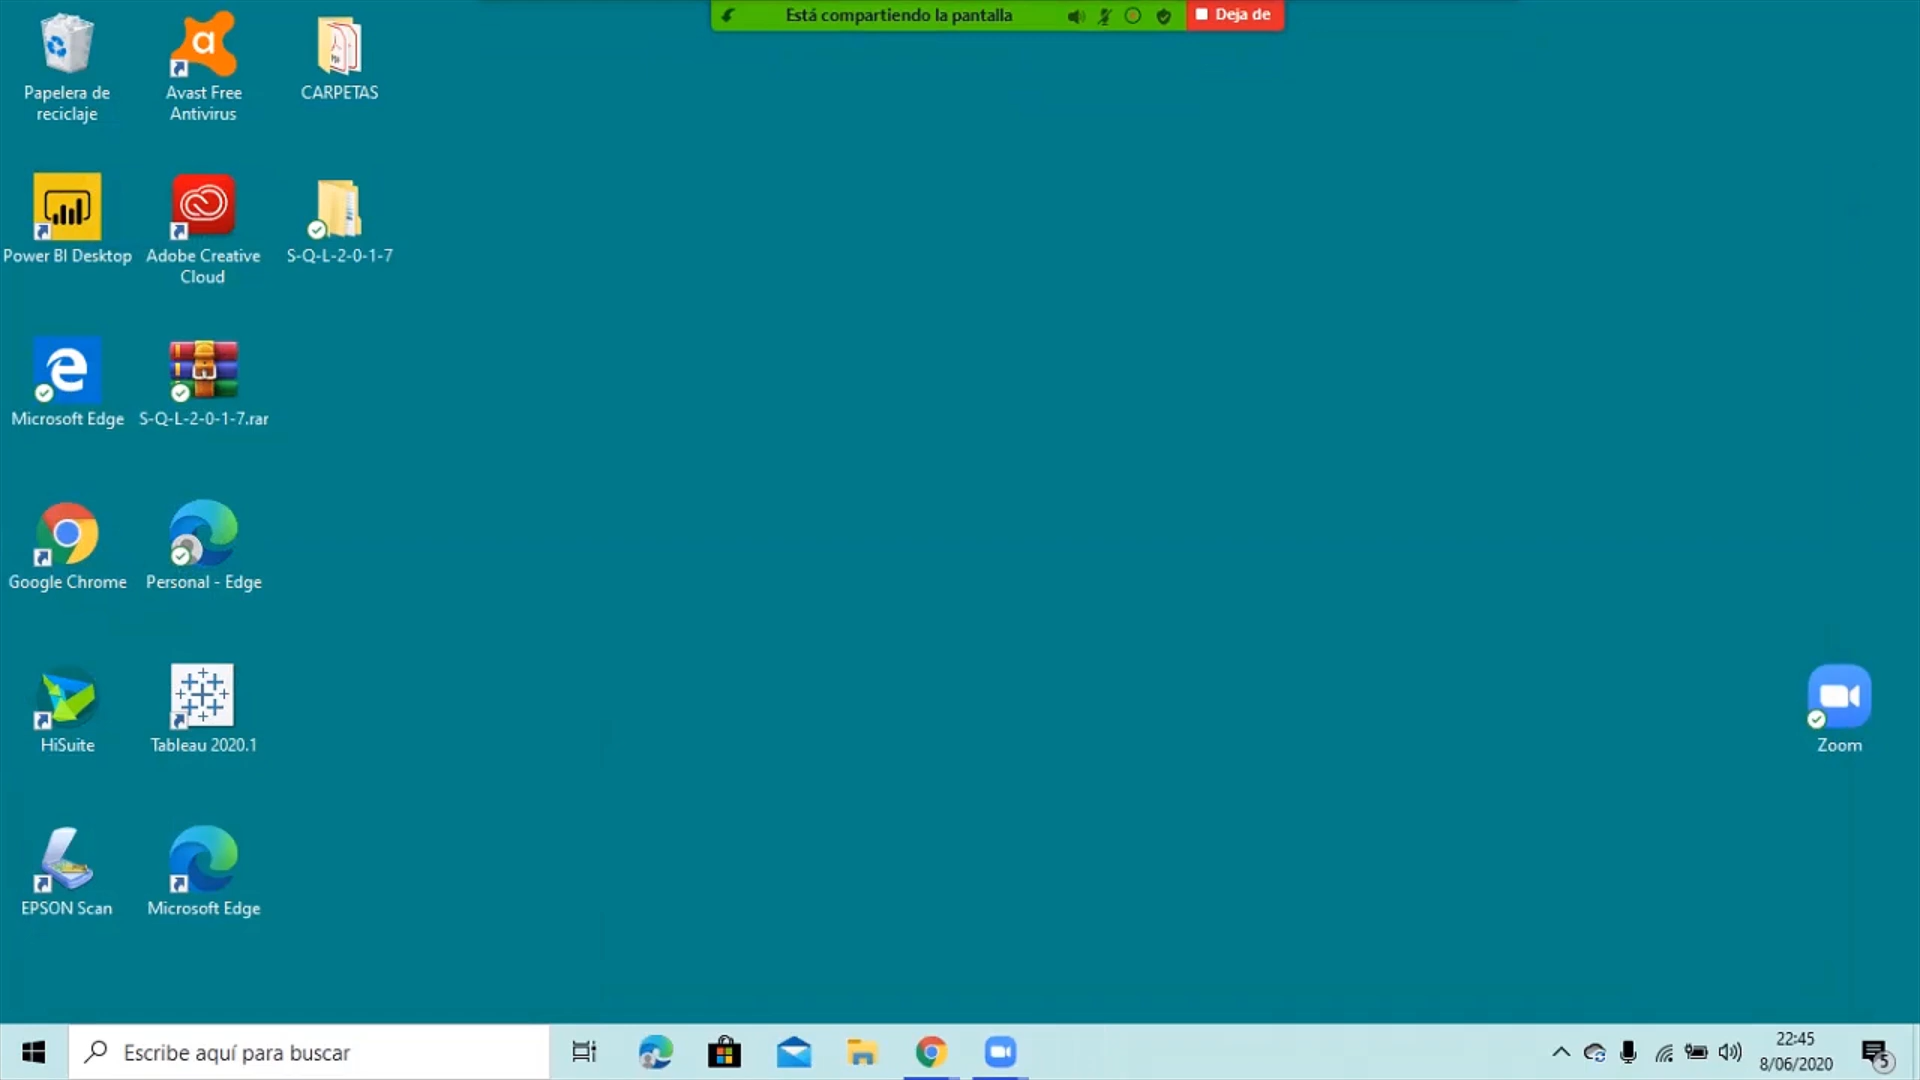 Está compartiendo la pantalla
Deja de
Papelera de
reciclaje
Avast Free
Antivirus
CARPETAS
Power BI Desktop
Adobe Creative
Cloud
S-Q-L-2-0-1-7
Microsoft Edge
S-Q-L-2-0-1-7.rar
Google Chrome
Personal - Edge
HiSuite
Tableau 2020.1
Zoom
EPSON Scan
Microsoft Edge
Escribe aquí para buscar
22:45
8/06/2020
5